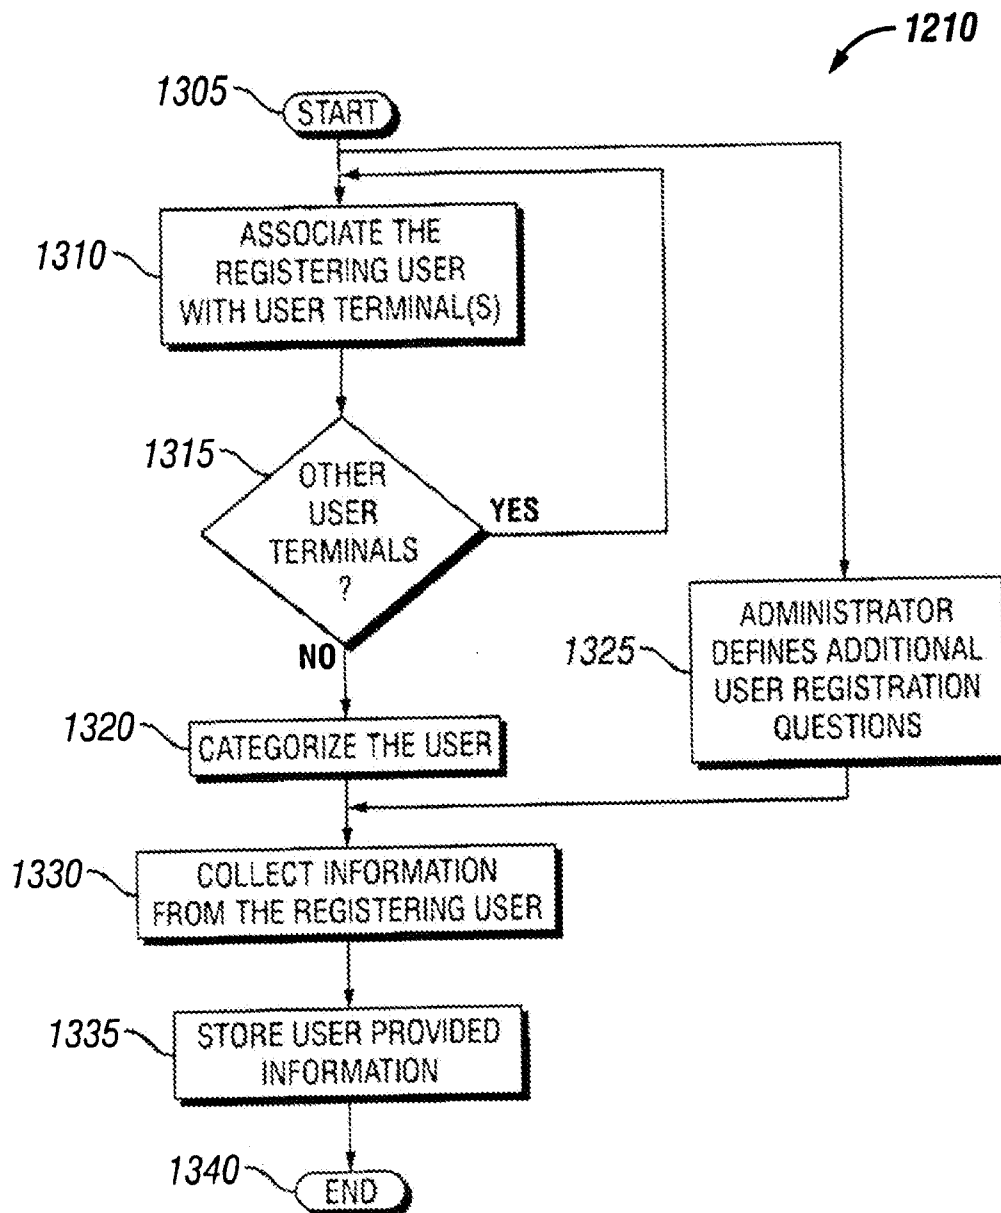 1210
1305
START
1310
ASSOCIATE THE
REGISTERING USER
WITH USER TERMINAL(S)
1315
OTHER
USER
TERMINALS
?
YES
NO
1325
ADMINISTRATOR
DEFINES ADDITIONAL
USER REGISTRATION
QUESTIONS
1320
CATEGORIZE THE USER
1330
COLLECT INFORMATION
FROM THE REGISTERING USER
1335
STORE USER PROVIDED
INFORMATION
1340
END